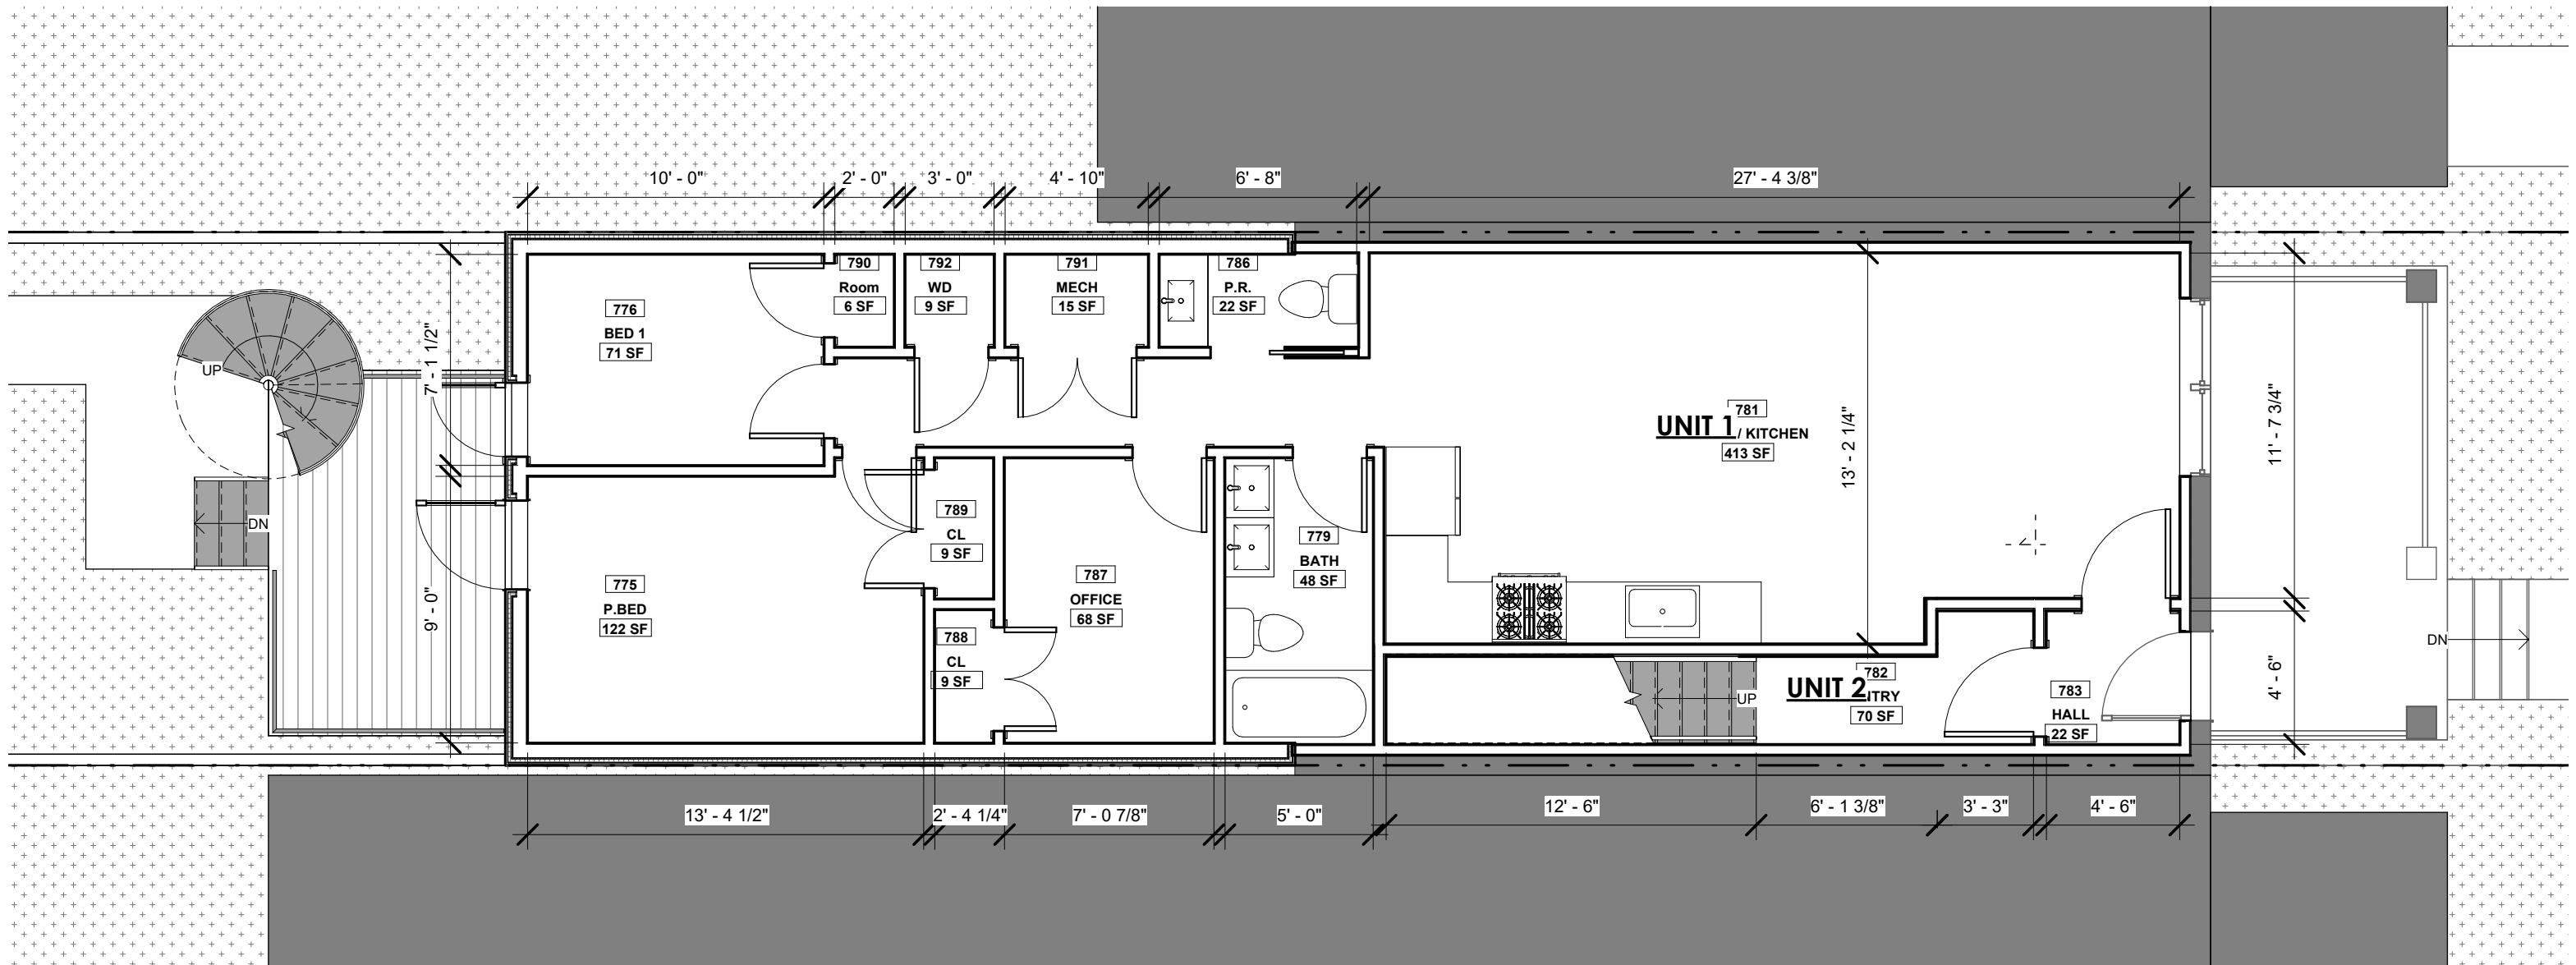 10' - 0"
2' - 0"
3' - 0"
4' - 10"
6' - 8"
27' - 4 3/8"
790
Room
6 SF
792
WD
9 SF
791
MECH
15 SF
786
P.R.
22 SF
776
BED 1
71 SF
UP
7' - 1 1/2"
781
UNIT 1
/ KITCHEN
413 SF
13' - 2 1/4"
11' - 7 3/4"
DN
789
CL
9 SF
779
BATH
48 SF
775
P.BED
122 SF
787
OFFICE
68 SF
9' - 0"
788
CL
9 SF
782
UNIT 2
NTRY
70 SF
UP
783
HALL
22 SF
4' - 6"
DN
13' - 4 1/2"
2' - 4 1/4"
7' - 0 7/8"
5' - 0"
12' - 6"
6' - 1 3/8"
3' - 3"
4' - 6"